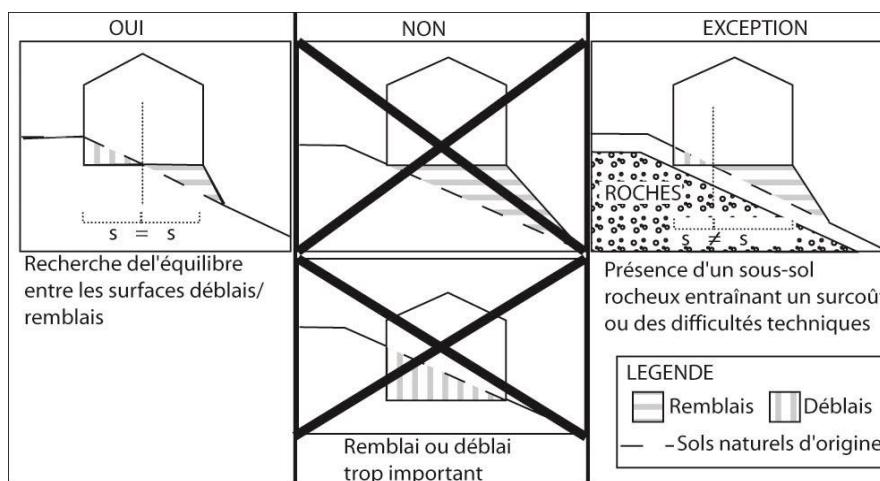 OUI
s = s
Recherche del'équilibre
entre les surfaces déblais/
remblais
NON
Remblai ou déblai
trop important
EXCEPTION
ROCHES
s ≠ s
Présence d'un sous-sol
rocheux entraînant un surcoû
ou des difficultés techniques
LEGENDE
Remblais Déblais
Sols naturels d'origine